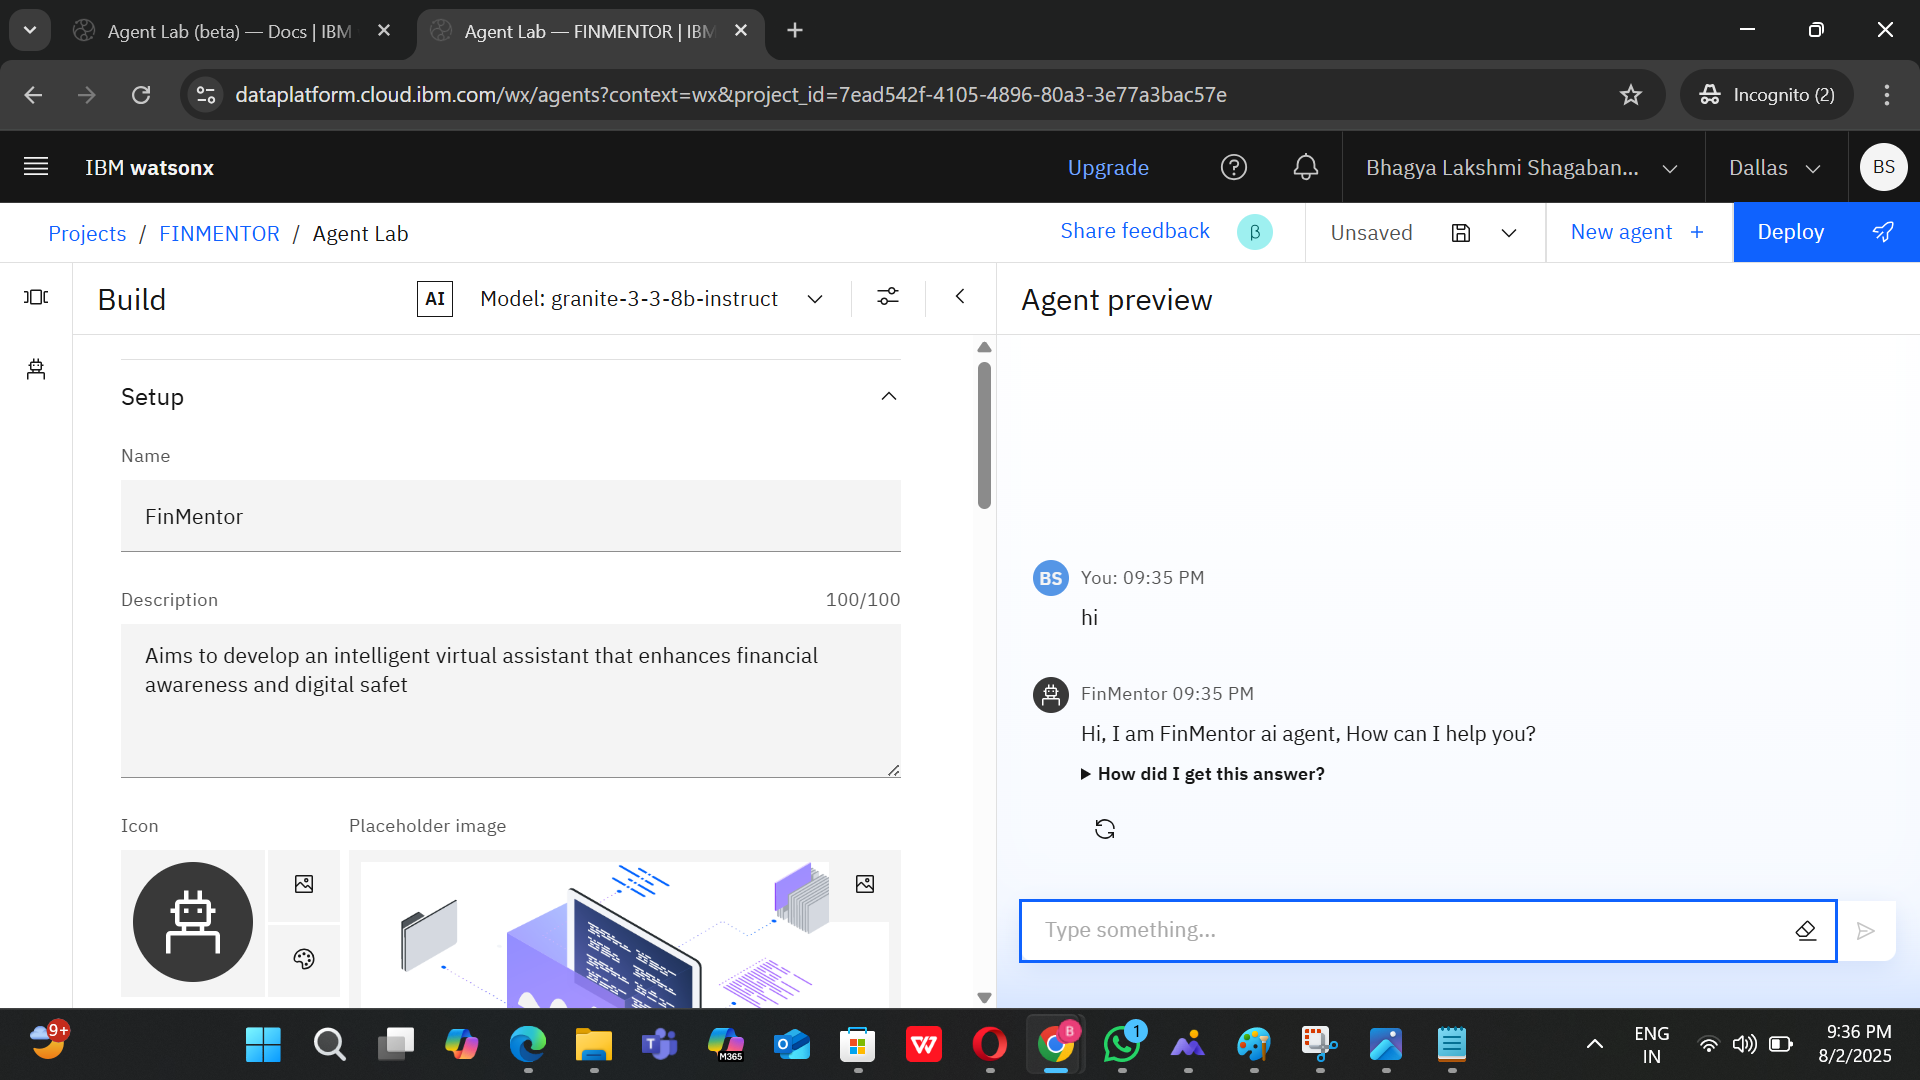 Agent Lab (beta) — Docs | IBM
Agent Lab — FINMENTOR | IBM
dataplatform.cloud.ibm.com/wx/agents?context=wx&project_id=7ead542f-4105-4896-80a3-3e77a3bac57e
Incognito (2)
IBM watsonx
Upgrade
Bhagya Lakshmi Shagaban...
Dallas
BS
Projects / FINMENTOR / Agent Lab
Share feedback
β
Unsaved
New agent +
Deploy
Build
AI
Model: granite-3-3-8b-instruct
Agent preview
Setup
Name
FinMentor
Description
100/100
Aims to develop an intelligent virtual assistant that enhances financial
awareness and digital safet
Icon
Placeholder image
BS
You: 09:35 PM
hi
FinMentor 09:35 PM
Hi, I am FinMentor ai agent, How can I help you?
How did I get this answer?
Type something...
9+
M365
B
1
ENG
IN
9:36 PM
8/2/2025